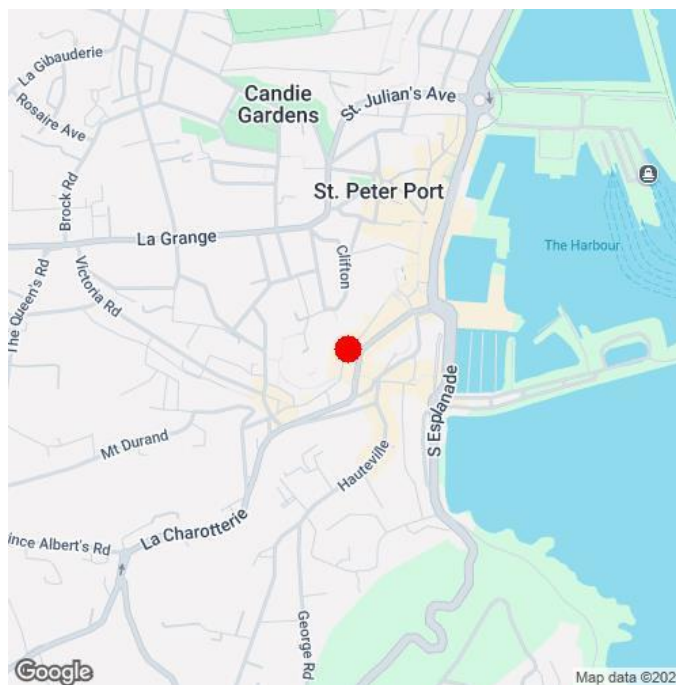 La Gibauderie
Rosaire Ave
Candie
Gardens
St. Julian's Ave
St. Peter Port
Brock Rd
La Grange
The Harbour
Clifton
Victoria Rd
The Queen's Rd
S Esplanade
Mt Durand
Hauteville
La Charotterie
ince Albert's Rd
George Rd
Google
Map data ©202